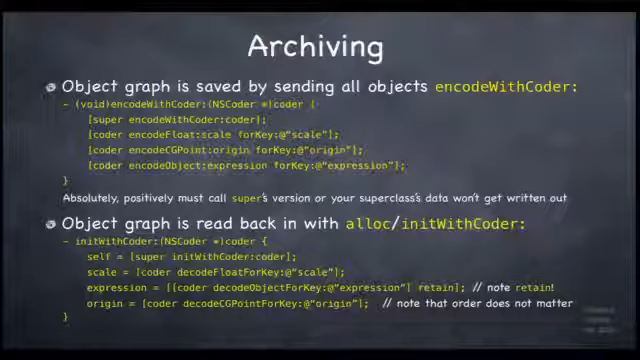 Archiving
Object graph is saved by sending all objects encodeWithCoder:
- (void)encodeWithCoder:(NSCoder *)coder {
[super encodeWithCoder:coder];
[coder encodeFloat:scale forKey:@“scale”];
[coder encodeCGPoint:origin forKey:@“origin”];
[coder encodeObject:expression forKey:@“expression”];
}
Absolutely, positively must call super’s version or your superclass’s data won’t get written out
Object graph is read back in with alloc/initWithCoder:
- initWithCoder:(NSCoder *)coder {
self = [super initWithCoder:coder];
scale = [coder decodeFloatForKey:@“scale”];
expression = [[coder decodeObjectForKey:@“expression”] retain]; // note retain!
origin = [coder decodeCGPointForKey:@“origin”]; // note that order does not matter
}